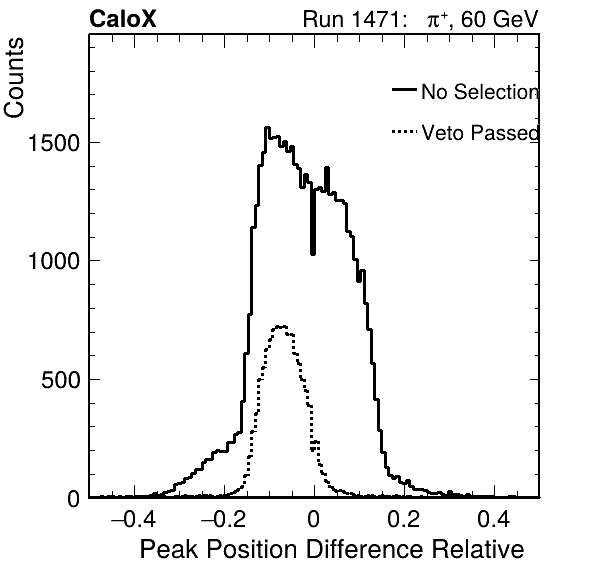 CaloX Run 1471: π⁺, 60 GeV
Counts
No Selection
Veto Passed
1500
1000
500
0
−0.4 −0.2 0 0.2 0.4
Peak Position Difference Relative